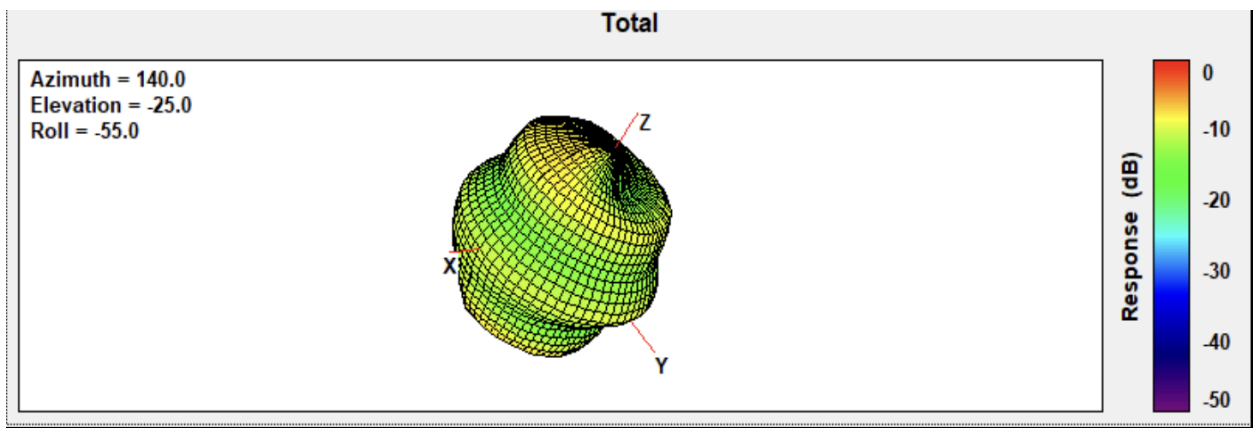 Total
Azimuth = 140.0
Elevation = -25.0
Roll = -55.0
Z
X
Y
Response (dB)
0
-10
-20
-30
-40
-50